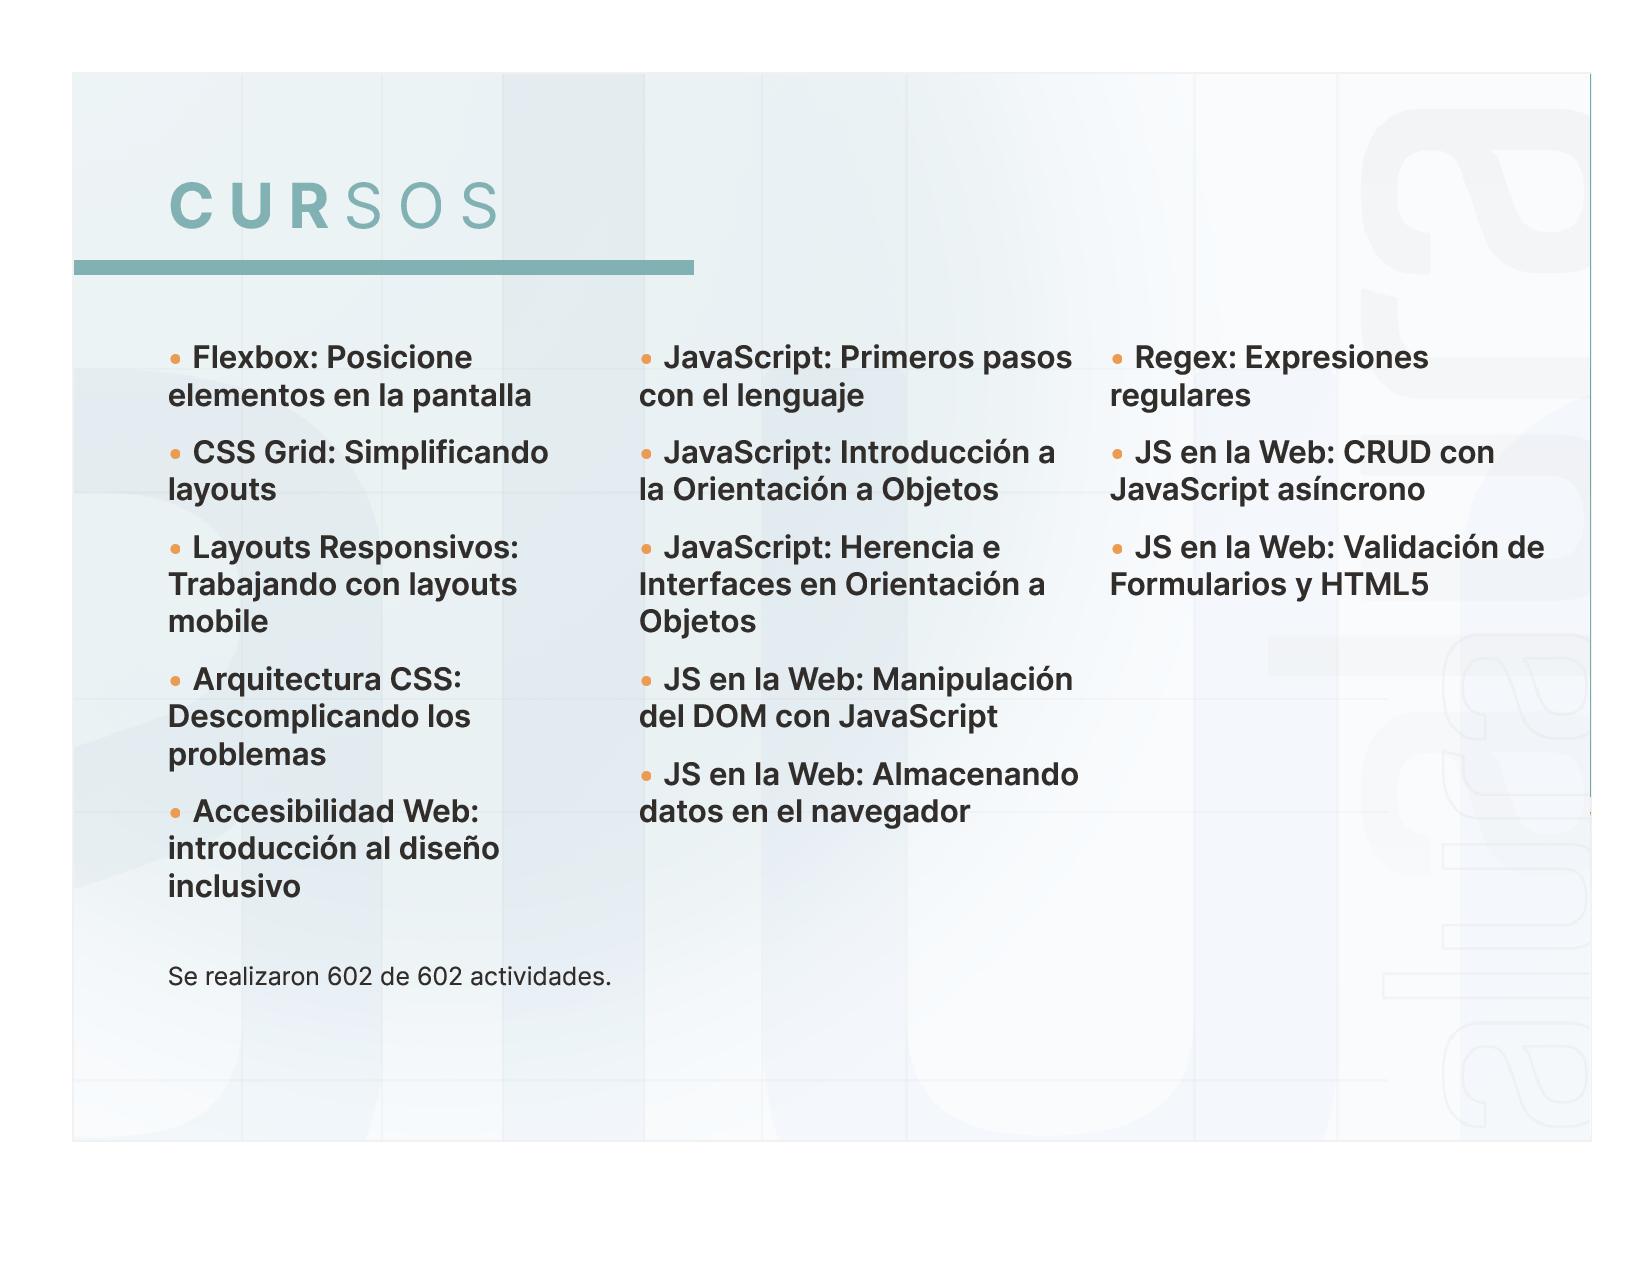 CURSOS
• Flexbox: Posicione
elementos en la pantalla
• CSS Grid: Simplificando
layouts
• Layouts Responsivos:
Trabajando con layouts
mobile
• Arquitectura CSS:
Descomplicando los
problemas
• Accesibilidad Web:
introducción al diseño
inclusivo
• JavaScript: Primeros pasos
con el lenguaje
• JavaScript: Introducción a
la Orientación a Objetos
• JavaScript: Herencia e
Interfaces en Orientación a
Objetos
• JS en la Web: Manipulación
del DOM con JavaScript
• JS en la Web: Almacenando
datos en el navegador
• Regex: Expresiones
regulares
• JS en la Web: CRUD con
JavaScript asíncrono
• JS en la Web: Validación de
Formularios y HTML5
Se realizaron 602 de 602 actividades.
alura